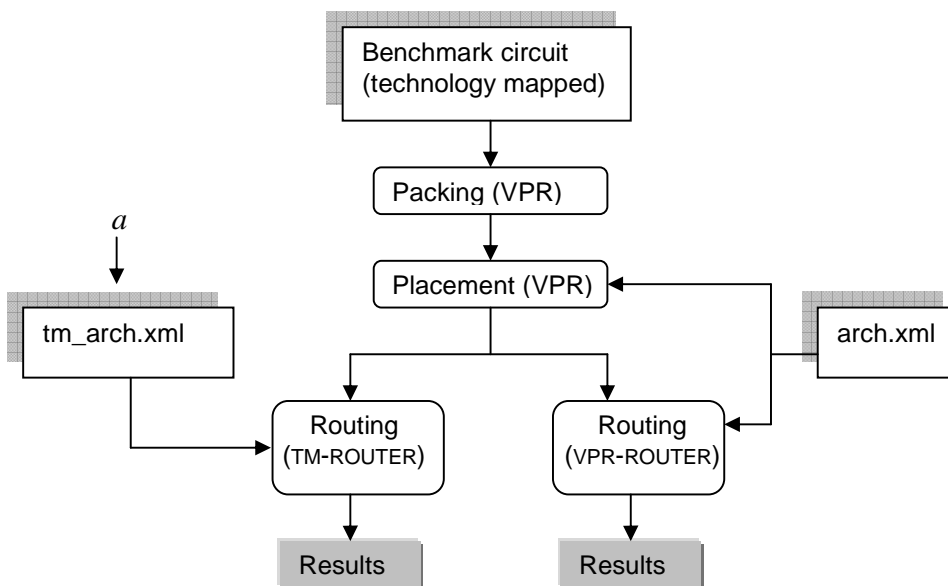 Benchmark circuit
(technology mapped)
Packing (VPR)
a
Placement (VPR)
tm_arch.xml
arch.xml
Routing
(TM-ROUTER)
Routing
(VPR-ROUTER)
Results
Results